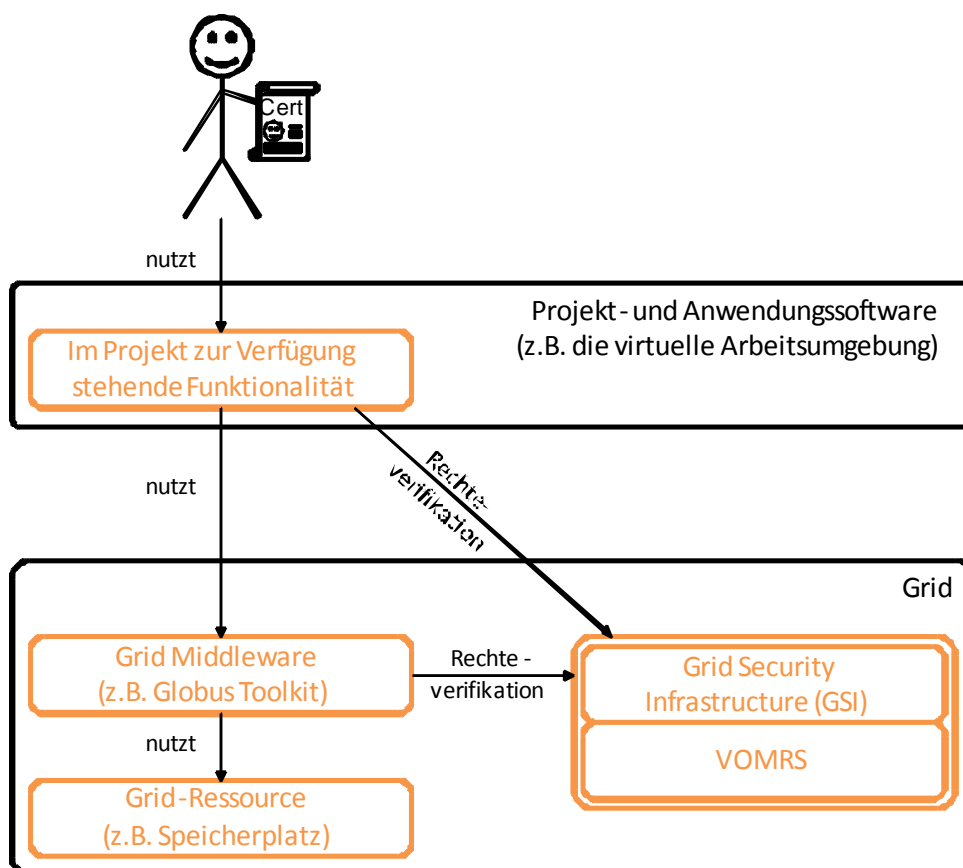 Cert
nutzt
Projekt- und Anwendungssoftware
(z.B. die virtuelle Arbeitsumgebung)
Im Projekt zur Verfügung
stehende Funktionalität
nutzt
Rechte-
verifikation
Grid
Grid Middleware
(z.B. Globus Toolkit)
Rechte-
verifikation
Grid Security
Infrastructure (GSI)
nutzt
VOMRS
Grid-Ressource
(z.B. Speicherplatz)